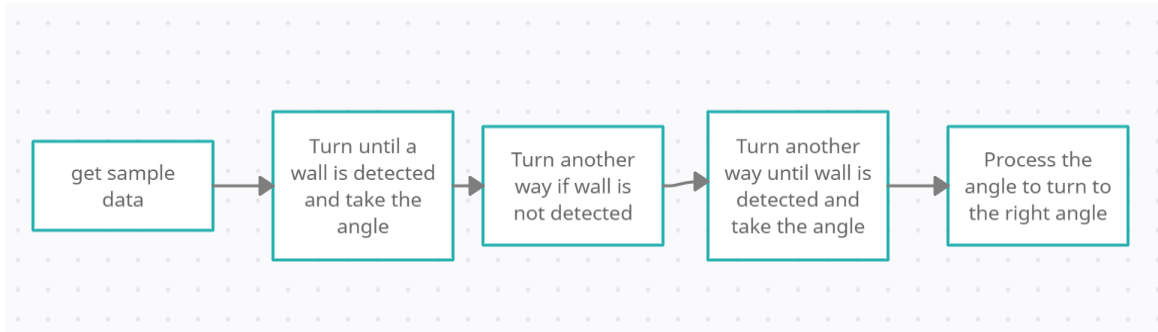 get sample
data
Turn until a
wall is detected
and take the
angle
Turn another
way if wall is
not detected
Turn another
way until wall is
detected and
take the angle
Process the
angle to turn to
the right angle